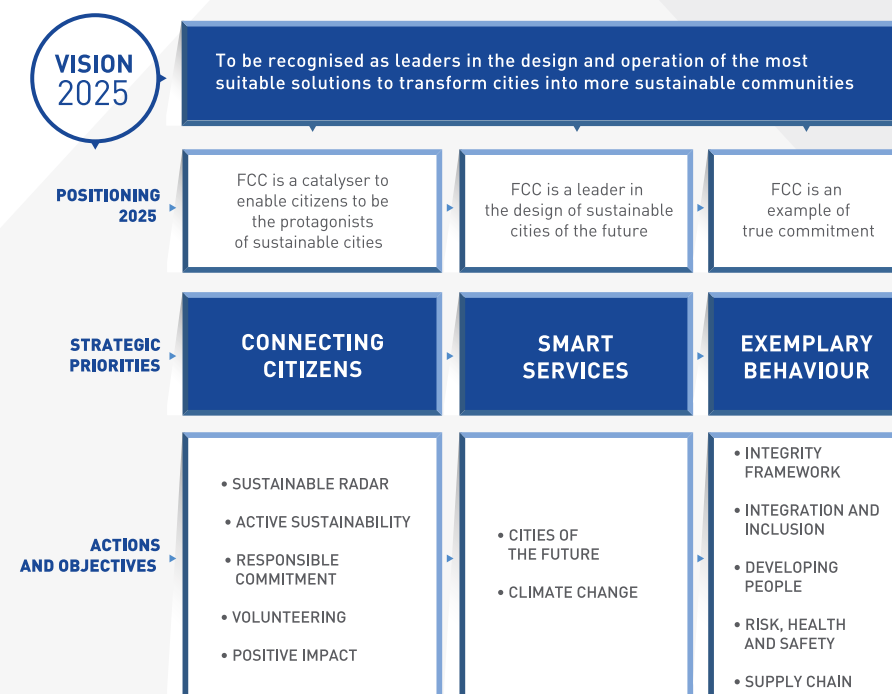 VISION
2025
To be recognised as leaders in the design and operation of the most
suitable solutions to transform cities into more sustainable communities
POSITIONING
2025
FCC is a catalyser to
enable citizens to be
the protagonists
of sustainable cities
FCC is a leader in
the design of sustainable
cities of the future
FCC is an
example of
true commitment
STRATEGIC
PRIORITIES
CONNECTING
CITIZENS
SMART
SERVICES
EXEMPLARY
BEHAVIOUR
ACTIONS
AND OBJECTIVES
• SUSTAINABLE RADAR
• ACTIVE SUSTAINABILITY
• RESPONSIBLE
COMMITMENT
• VOLUNTEERING
• POSITIVE IMPACT
• CITIES OF
THE FUTURE
• CLIMATE CHANGE
• INTEGRITY
FRAMEWORK
• INTEGRATION AND
INCLUSION
• DEVELOPING
PEOPLE
• RISK, HEALTH
AND SAFETY
• SUPPLY CHAIN